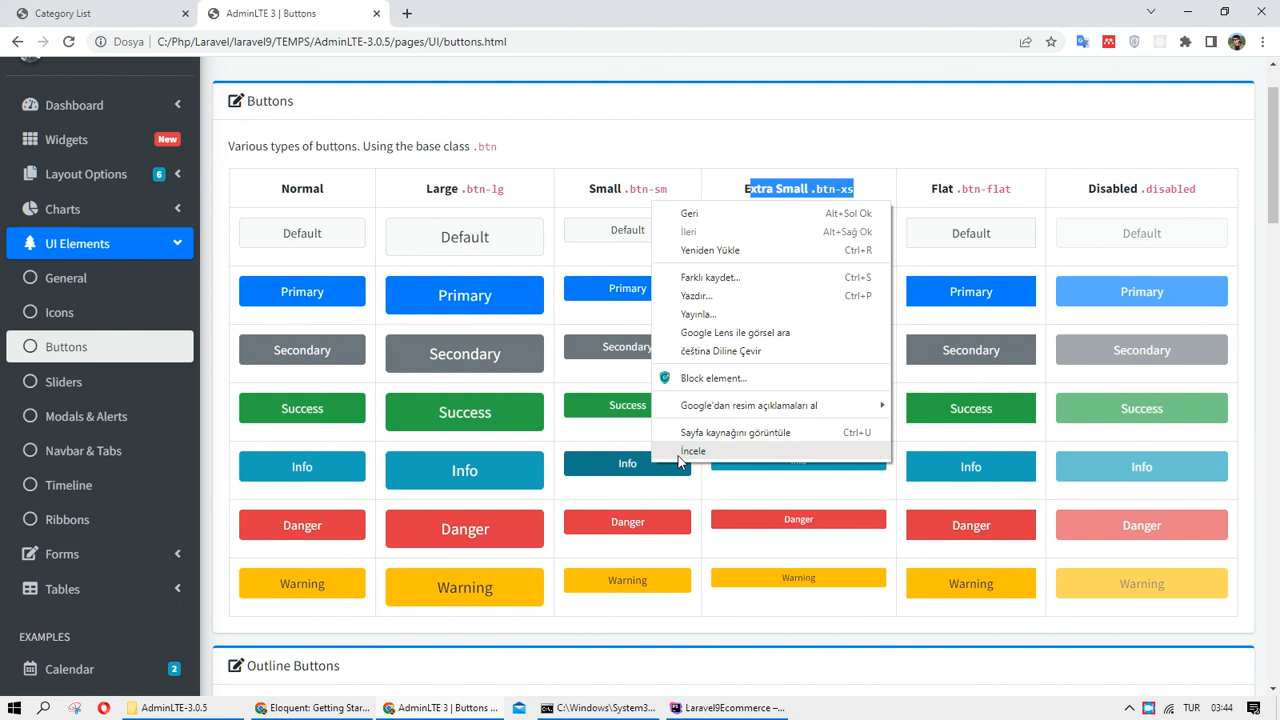 Category List
AdminLTE 3 | Buttons
Dosya
C:/Php/Laravel/laravel9/TEMPS/AdminLTE-3.0.5/pages/UI/buttons.html
Dashboard
Widgets New
Layout Options 6
Charts
UI Elements
General
Icons
Buttons
Sliders
Modals & Alerts
Navbar & Tabs
Timeline
Ribbons
Forms
Tables
EXAMPLES
Calendar 2
Buttons
Various types of buttons. Using the base class .btn
Normal Large .btn-lg Small .btn-sm Extra Small .btn-xs Flat .btn-flat Disabled .disabled
Default Default Default Default Default
Primary Primary Primary Primary Primary
Secondary Secondary Secondary Secondary Secondary
Success Success Success Success Success
Info Info Info Info Info
Danger Danger Danger Danger Danger Danger
Warning Warning Warning Warning Warning Warning
Geri Alt+Sol Ok
İleri Alt+Sağ Ok
Yeniden Yükle Ctrl+R
Farklı kaydet... Ctrl+S
Yazdır... Ctrl+P
Yayınla...
Google Lens ile görsel ara
čeština Diline Çevir
Block element...
Google'dan resim açıklamaları al
Sayfa kaynağını görüntüle Ctrl+U
İncele
Outline Buttons
AdminLTE-3.0.5
Eloquent: Getting Star...
AdminLTE 3 | Buttons ...
C:\Windows\System3...
Laravel9Ecommerce –...
TUR
03:44